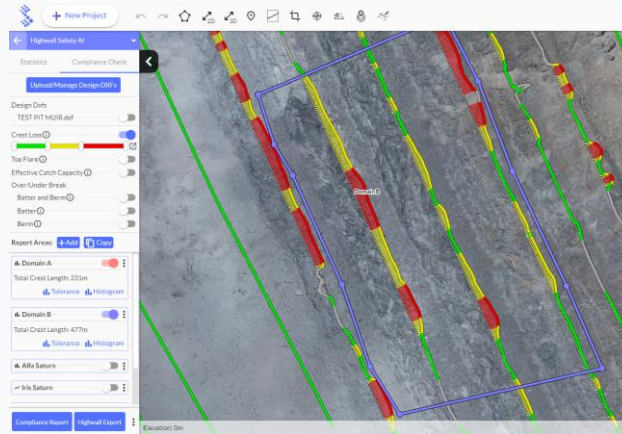 + New Project
2D
3D
Highwall Safety AI
Statistics
Compliance Check
Upload/Manage Design DXFs
Design Dxfs
TEST PIT MUIR.dxf
Crest Loss
Toe Flare
Effective Catch Capacity
Over/Under Break
Batter and Berm
Batter
Berm
Report Areas: +Add Copy
Domain A
Total Crest Length: 231m
Tolerance Histogram
Domain B
Total Crest Length: 477m
Tolerance Histogram
Alfa Saturn
Iris Saturn
Compliance Report Highwall Export
Domain B
Elevation: 0m